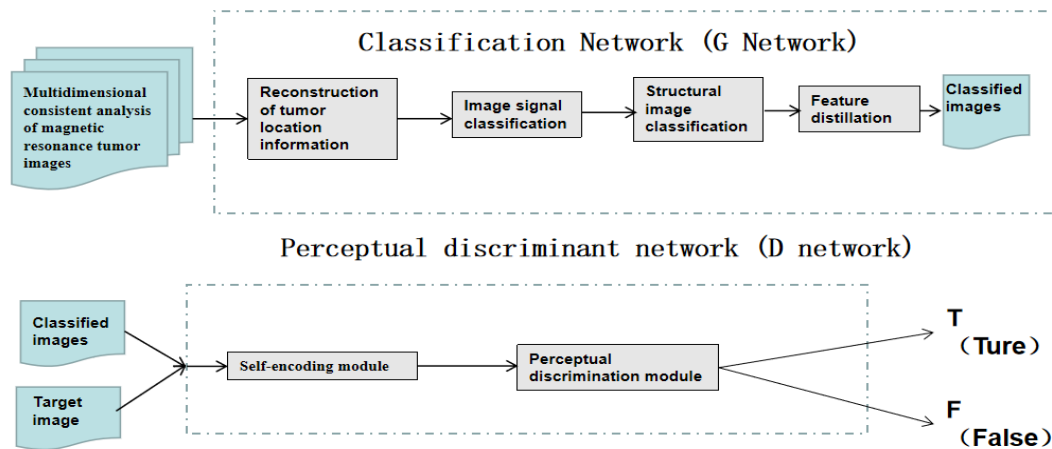 Classification Network (G Network)
Multidimensional
consistent analysis
of magnetic
resonance tumor
images
Reconstruction
of tumor
location
information
Image signal
classification
Structural
image
classification
Feature
distillation
Classified
images
Perceptual discriminant network (D network)
Classified
images
Target
image
Self-encoding module
Perceptual
discrimination module
T
（Ture）
F
（False）